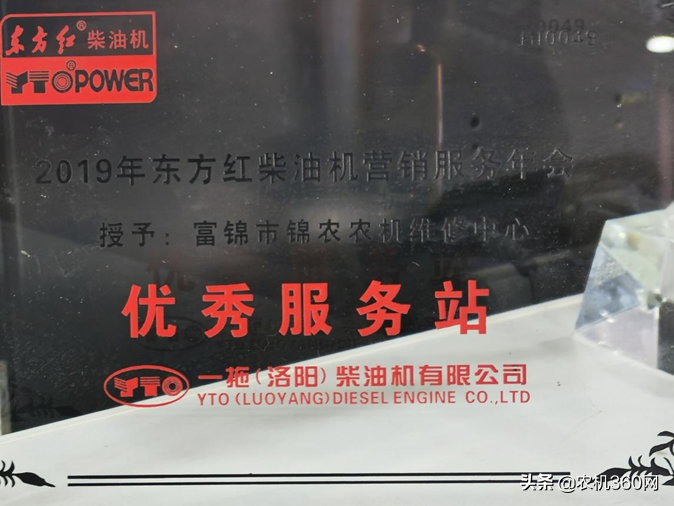 东方红® 柴油机
YTO®POWER
2019年东方红柴油机营销服务年会
授予：富锦市锦农农机维修中心
优秀服务站
YTO 一拖(洛阳)柴油机有限公司
YTO (LUOYANG) DIESEL ENGINE CO.,LTD
头条 @农机360网